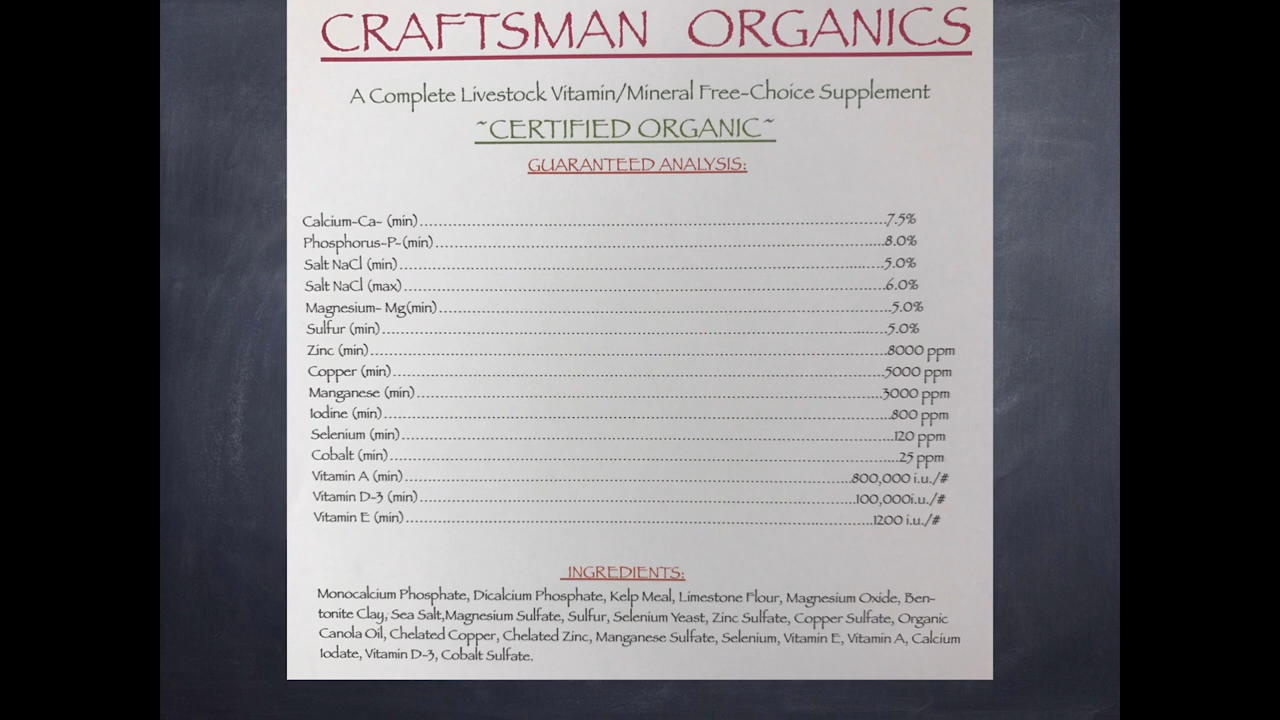 CRAFTSMAN ORGANICS
A Complete Livestock Vitamin/Mineral Free-Choice Supplement
~CERTIFIED ORGANIC~
GUARANTEED ANALYSIS:
Calcium-Ca- (min)..........7.5%
Phosphorus-P-(min)..........8.0%
Salt NaCl (min)..........5.0%
Salt NaCl (max)..........6.0%
Magnesium- Mg(min)..........5.0%
Sulfur (min)..........5.0%
Zinc (min)..........8000 ppm
Copper (min)..........5000 ppm
Manganese (min)..........3000 ppm
Iodine (min)..........800 ppm
Selenium (min)..........120 ppm
Cobalt (min)..........25 ppm
Vitamin A (min)..........800,000 i.u./#
Vitamin D-3 (min)..........100,000i.u./#
Vitamin E (min)..........1200 i.u./#
INGREDIENTS:
Monocalcium Phosphate, Dicalcium Phosphate, Kelp Meal, Limestone Flour, Magnesium Oxide, Ben-
tonite Clay, Sea Salt,Magnesium Sulfate, Sulfur, Selenium Yeast, Zinc Sulfate, Copper Sulfate, Organic
Canola Oil, Chelated Copper, Chelated Zinc, Manganese Sulfate, Selenium, Vitamin E, Vitamin A, Calcium
Iodate, Vitamin D-3, Cobalt Sulfate.